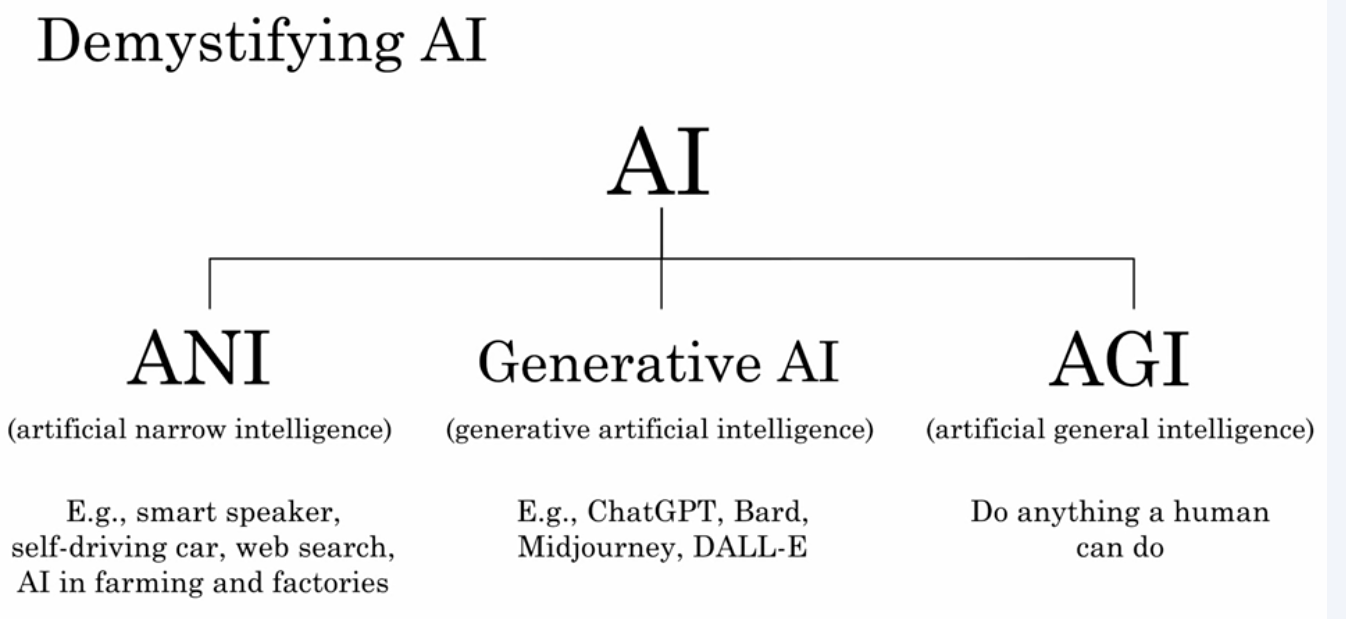 Demystifying AI
AI
ANI
(artificial narrow intelligence)
E.g., smart speaker,
self-driving car, web search,
AI in farming and factories
Generative AI
(generative artificial intelligence)
E.g., ChatGPT, Bard,
Midjourney, DALL-E
AGI
(artificial general intelligence)
Do anything a human
can do